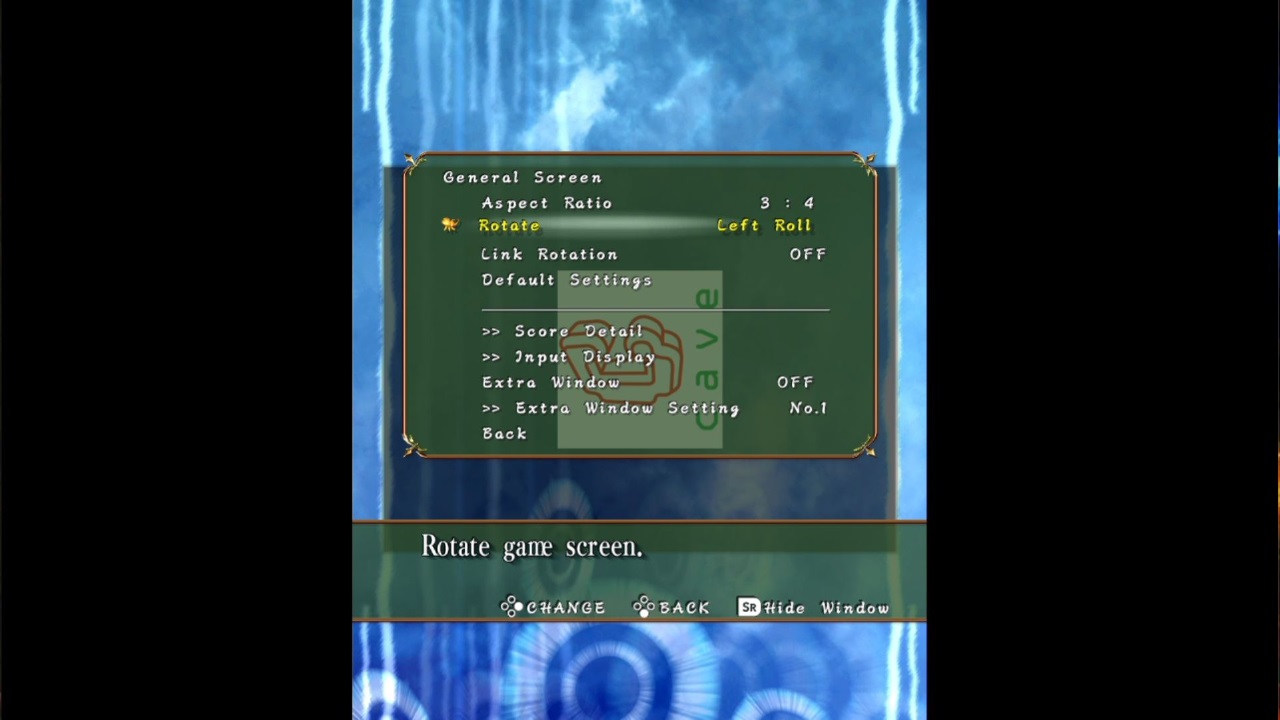 General Screen
Aspect Ratio 3 : 4
Rotate Left Roll
Link Rotation OFF
Default Settings
>> Score Detail
>> Input Display
Extra Window OFF
>> Extra Window Setting No.1
Back
cave
Rotate game screen.
CHANGE BACK SR Hide Window